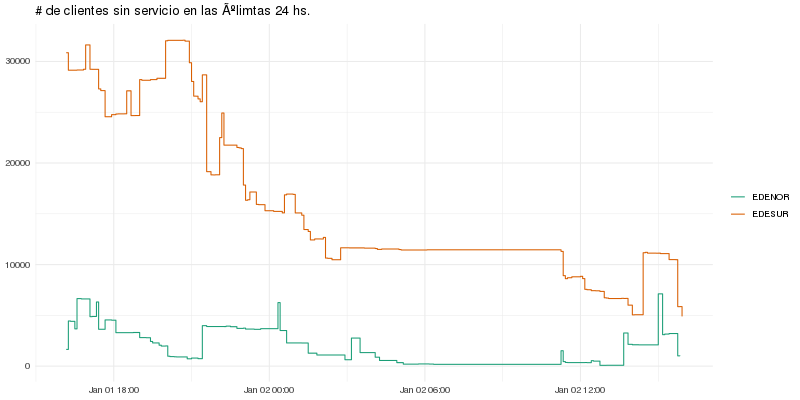 # de clientes sin servicio en las Ãºlimtas 24 hs.
30000
20000
10000
0
Jan 01 18:00
Jan 02 00:00
Jan 02 06:00
Jan 02 12:00
EDENOR
EDESUR